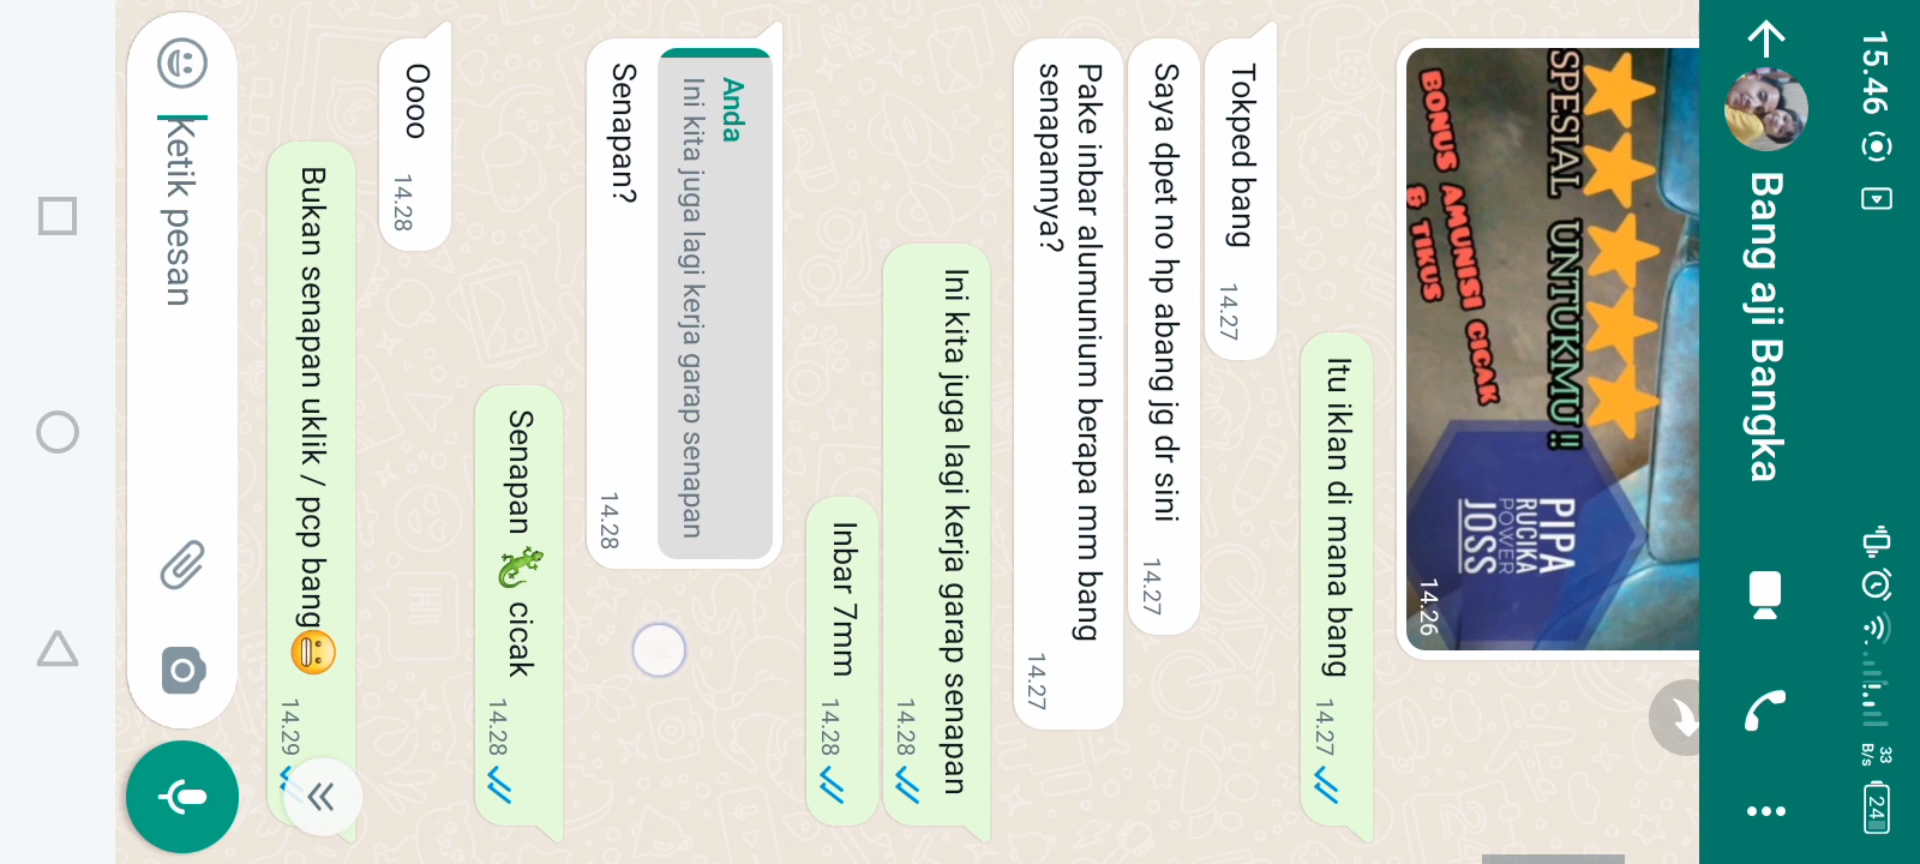 15.46
33
B/s
24
Bang aji Bangka
SPESIAL UNTUKMU !!
BONUS AMUNISI CICAK
& TIKUS
PIPA
RUCIKA
POWER
JOSS
14.26
Itu iklan di mana bang 14.27
Tokped bang 14.27
Saya dpet no hp abang jg dr sini 14.27
Pake inbar alumunium berapa mm bang
senapannya? 14.27
Ini kita juga lagi kerja garap senapan
14.28
Inbar 7mm 14.28
Anda
Ini kita juga lagi kerja garap senapan
Senapan? 14.28
Senapan 🦎 cicak 14.28
Oooo 14.28
Bukan senapan uklik / pcp bang😬
14.29
Ketik pesan